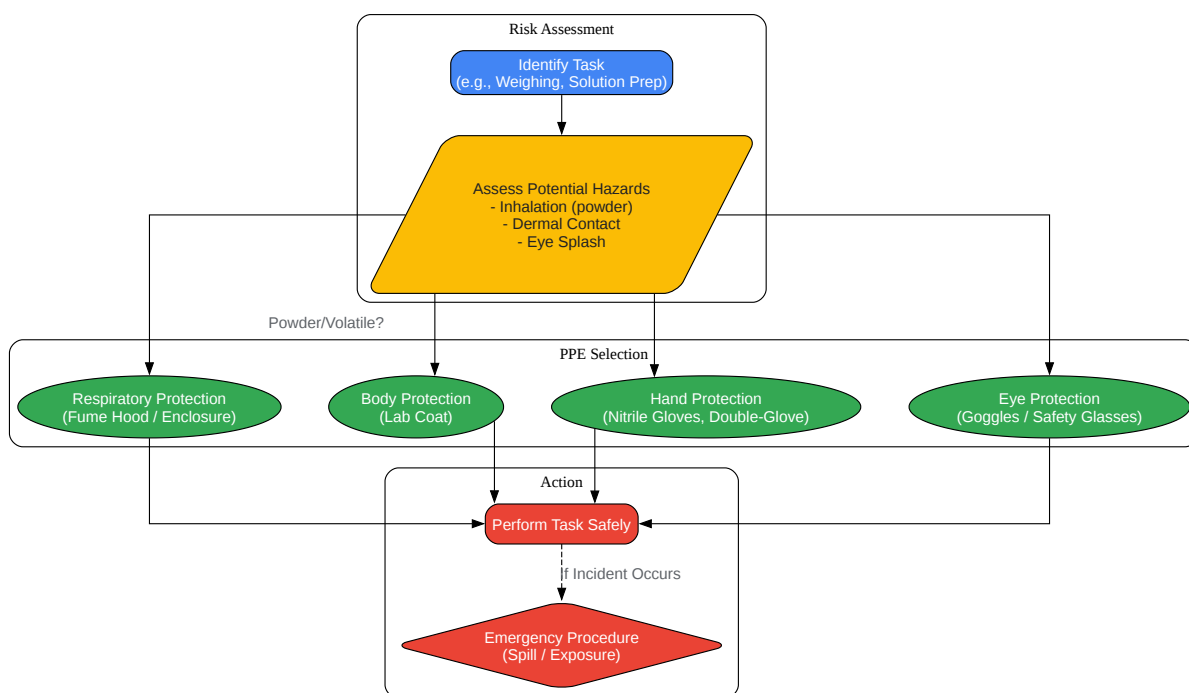 Risk Assessment
Identify Task
(e.g., Weighing, Solution Prep)
Assess Potential Hazards
- Inhalation (powder)
- Dermal Contact
- Eye Splash
Powder/Volatile?
PPE Selection
Respiratory Protection
(Fume Hood / Enclosure)
Body Protection
(Lab Coat)
Hand Protection
(Nitrile Gloves, Double-Glove)
Eye Protection
(Goggles / Safety Glasses)
Action
Perform Task Safely
If Incident Occurs
Emergency Procedure
(Spill / Exposure)